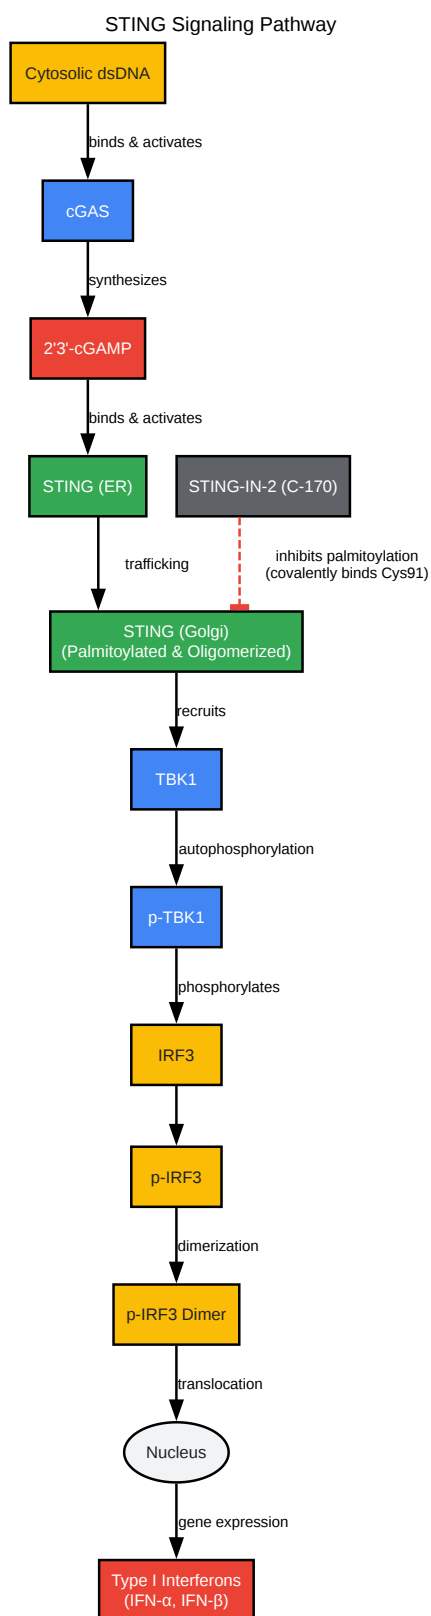 STING Signaling Pathway
Cytosolic dsDNA
binds & activates
cGAS
synthesizes
2'3'-cGAMP
binds & activates
STING (ER)
STING-IN-2 (C-170)
trafficking
inhibits palmitoylation
(covalently binds Cys91)
STING (Golgi)
(Palmitoylated & Oligomerized)
recruits
TBK1
autophosphorylation
p-TBK1
phosphorylates
IRF3
p-IRF3
dimerization
p-IRF3 Dimer
translocation
Nucleus
gene expression
Type I Interferons
(IFN-α, IFN-β)